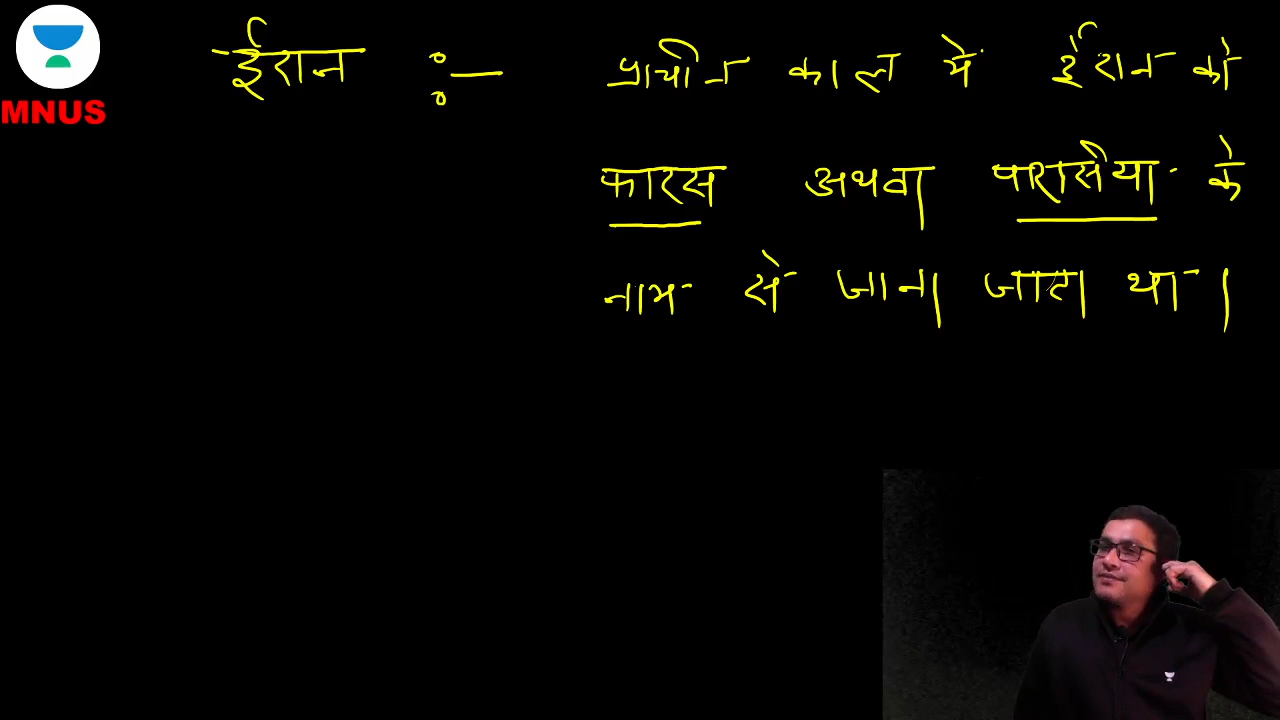 MNUS
ईरान :- प्राचीन काल में ईरान को
फारस अथवा पारसिया के
नाम से जाना जाता था।